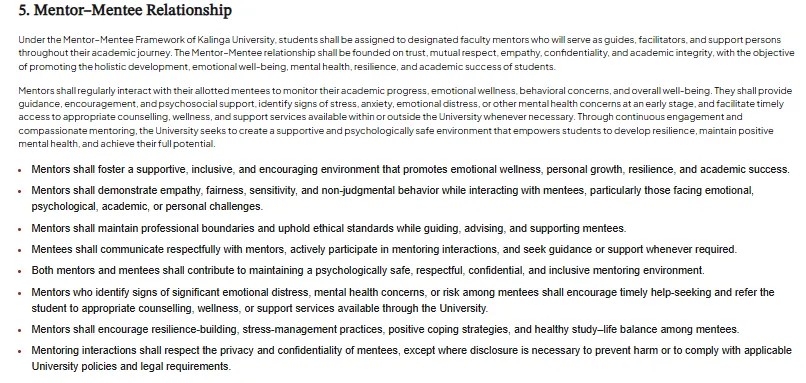 5. Mentor–Mentee Relationship
Under the Mentor–Mentee Framework of Kalinga University, students shall be assigned to designated faculty mentors who will serve as guides, facilitators, and support persons
throughout their academic journey. The Mentor–Mentee relationship shall be founded on trust, mutual respect, empathy, confidentiality, and academic integrity, with the objective
of promoting the holistic development, emotional well-being, mental health, resilience, and academic success of students.
Mentors shall regularly interact with their allotted mentees to monitor their academic progress, emotional wellness, behavioral concerns, and overall well-being. They shall provide
guidance, encouragement, and psychosocial support, identify signs of stress, anxiety, emotional distress, or other mental health concerns at an early stage, and facilitate timely
access to appropriate counselling, wellness, and support services available within or outside the University whenever necessary. Through continuous engagement and
compassionate mentoring, the University seeks to create a supportive and psychologically safe environment that empowers students to develop resilience, maintain positive
mental health, and achieve their full potential.
• Mentors shall foster a supportive, inclusive, and encouraging environment that promotes emotional wellness, personal growth, resilience, and academic success.
• Mentors shall demonstrate empathy, fairness, sensitivity, and non-judgmental behavior while interacting with mentees, particularly those facing emotional,
psychological, academic, or personal challenges.
• Mentors shall maintain professional boundaries and uphold ethical standards while guiding, advising, and supporting mentees.
• Mentees shall communicate respectfully with mentors, actively participate in mentoring interactions, and seek guidance or support whenever required.
• Both mentors and mentees shall contribute to maintaining a psychologically safe, respectful, confidential, and inclusive mentoring environment.
• Mentors who identify signs of significant emotional distress, mental health concerns, or risk among mentees shall encourage timely help-seeking and refer the
student to appropriate counselling, wellness, or support services available through the University.
• Mentors shall encourage resilience-building, stress-management practices, positive coping strategies, and healthy study–life balance among mentees.
• Mentoring interactions shall respect the privacy and confidentiality of mentees, except where disclosure is necessary to prevent harm or to comply with applicable
University policies and legal requirements.